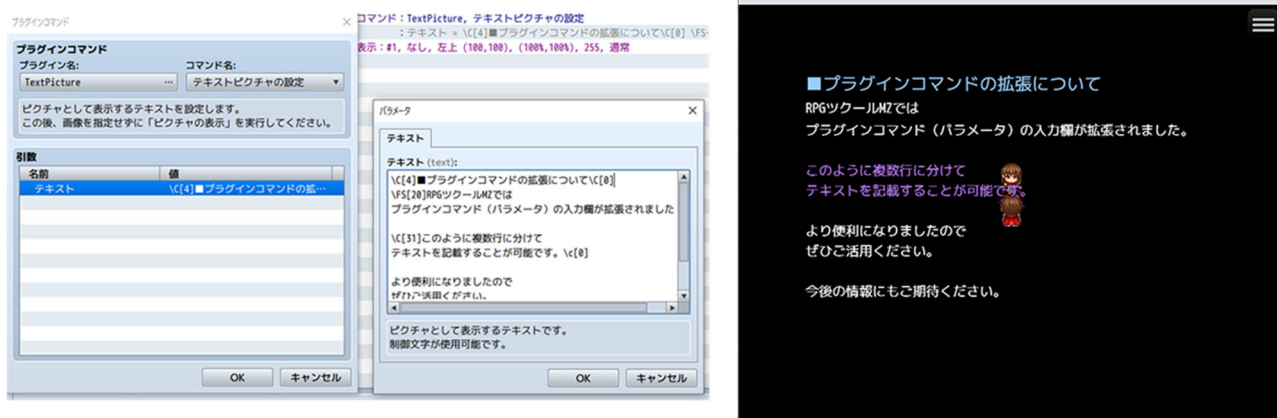 プラグインコマンド
プラグインコマンド
プラグイン名:
コマンド名:
TextPicture
テキストピクチャの設定
ピクチャとして表示するテキストを設定します。
この後、画像を指定せずに「ピクチャの表示」を実行してください。
引数
名前
値
テキスト
\C[4]■プラグインコマンドの拡…
OK
キャンセル
コマンド：TextPicture, テキストピクチャの設定
：テキスト = \C[4]■プラグインコマンドの拡張について\C[0] \FS
表示：#1, なし, 左上 (100,100), (100%,100%), 255, 通常
パラメータ
テキスト
テキスト (text):
\C[4]■プラグインコマンドの拡張について\C[0]
\FS[20]RPGツクールMZでは
プラグインコマンド（パラメータ）の入力欄が拡張されました
\C[31]このように複数行に分けて
テキストを記載することが可能です。\c[0]
より便利になりましたので
ぜひご活用ください。
ピクチャとして表示するテキストです。
制御文字が使用可能です。
OK
キャンセル
■プラグインコマンドの拡張について
RPGツクールMZでは
プラグインコマンド（パラメータ）の入力欄が拡張されました。
このように複数行に分けて
テキストを記載することが可能です。
より便利になりましたので
ぜひご活用ください。
今後の情報にもご期待ください。